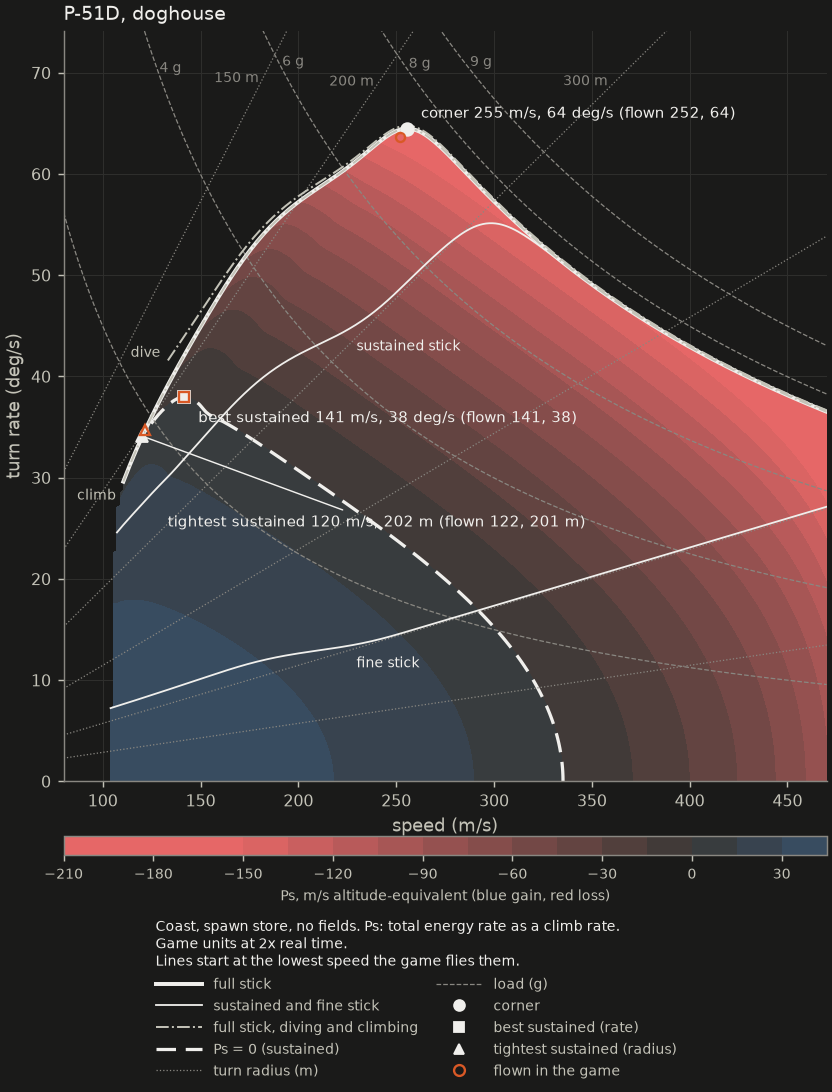 P-51D, doghouse
4 g
6 g
8 g
9 g
150 m
200 m
300 m
corner 255 m/s, 64 deg/s (flown 252, 64)
sustained stick
dive
best sustained 141 m/s, 38 deg/s (flown 141, 38)
climb
tightest sustained 120 m/s, 202 m (flown 122, 201 m)
fine stick
turn rate (deg/s)
70
60
50
40
30
20
10
0
100 150 200 250 300 350 400 450
speed (m/s)
−210 −180 −150 −120 −90 −60 −30 0 30
Ps, m/s altitude-equivalent (blue gain, red loss)
Coast, spawn store, no fields. Ps: total energy rate as a climb rate.
Game units at 2x real time.
Lines start at the lowest speed the game flies them.
full stick
sustained and fine stick
full stick, diving and climbing
Ps = 0 (sustained)
turn radius (m)
load (g)
corner
best sustained (rate)
tightest sustained (radius)
flown in the game